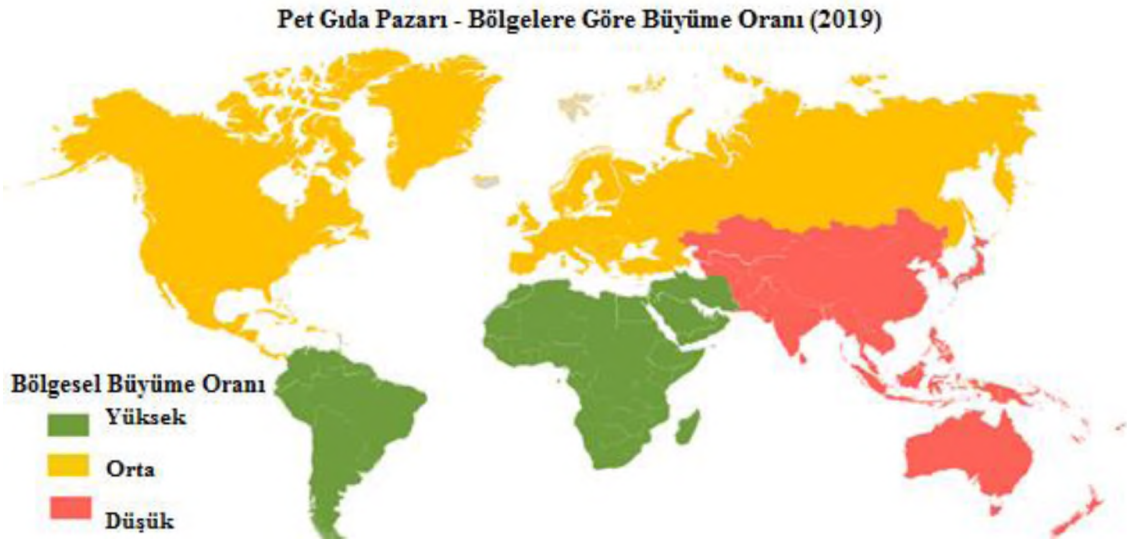 Pet Gıda Pazarı - Bölgelere Göre Büyüme Oranı (2019)
Bölgesel Büyüme Oranı
Yüksek
Orta
Düşük